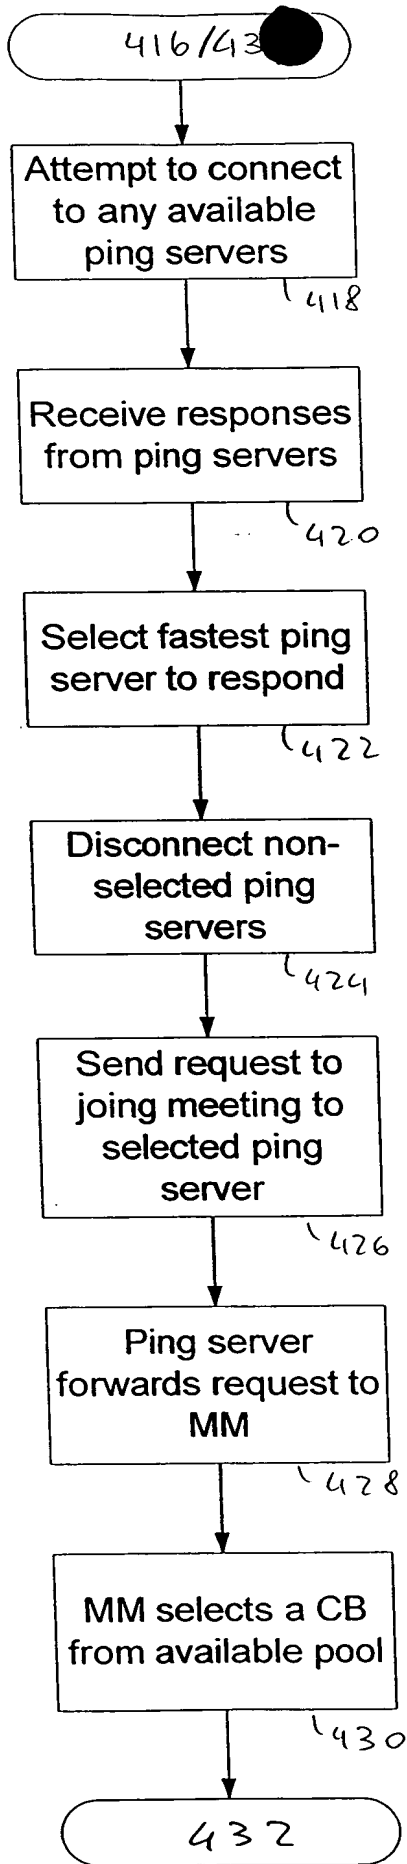 416/43
Attempt to connect
to any available
ping servers
418
Receive responses
from ping servers
420
Select fastest ping
server to respond
422
Disconnect non-
selected ping
servers
424
Send request to
joing meeting to
selected ping
server
426
Ping server
forwards request to
MM
428
MM selects a CB
from available pool
430
432